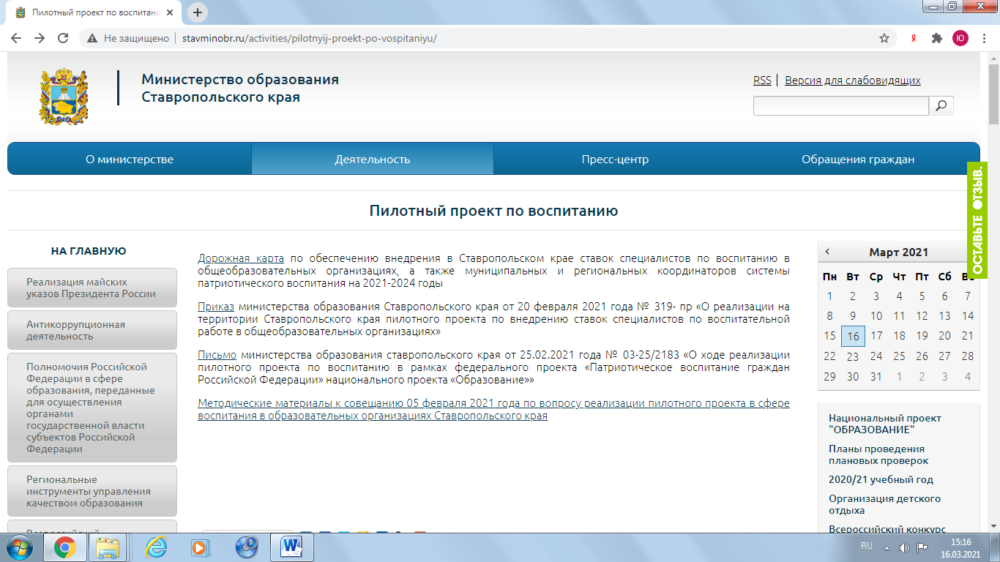 Пилотный проект по воспитани
Не защищено
stavminobr.ru/activities/pilotnyij-proekt-po-vospitaniyu/
Я
Ю
Министерство образования
Ставропольского края
RSS
Версия для слабовидящих
О министерстве
Деятельность
Пресс-центр
Обращения граждан
ОСТАВЬТЕ ОТЗЫВ.
Пилотный проект по воспитанию
НА ГЛАВНУЮ
Реализация майских
указов Президента России
Антикоррупционная
деятельность
Полномочия Российской
Федерации в сфере
образования, переданные
для осуществления
органами
государственной власти
субъектов Российской
Федерации
Региональные
инструменты управления
качеством образования
Всероссийский
Дорожная карта по обеспечению внедрения в Ставропольском крае ставок специалистов по воспитанию в
общеобразовательных организациях, а также муниципальных и региональных координаторов системы
патриотического воспитания на 2021-2024 годы
Приказ министерства образования Ставропольского края от 20 февраля 2021 года № 319- пр «О реализации на
территории Ставропольского края пилотного проекта по внедрению ставок специалистов по воспитательной
работе в общеобразовательных организациях»
Письмо министерства образования ставропольского края от 25.02.2021 года № 03-25/2183 «О ходе реализации
пилотного проекта по воспитанию в рамках федерального проекта «Патриотическое воспитание граждан
Российской Федерации» национального проекта «Образование»»
Методические материалы к совещанию 05 февраля 2021 года по вопросу реализации пилотного проекта в сфере
воспитания в образовательных организациях Ставропольского края
Март 2021
Пн Вт Ср Чт Пт Сб Вс
1 2 3 4 5 6 7
8 9 10 11 12 13 14
15 16 17 18 19 20 21
22 23 24 25 26 27 28
29 30 31 1 2 3 4
Национальный проект
"ОБРАЗОВАНИЕ"
Планы проведения
плановых проверок
2020/21 учебный год
Организация детского
отдыха
Всероссийский конкурс
RU
15:16
16.03.2021